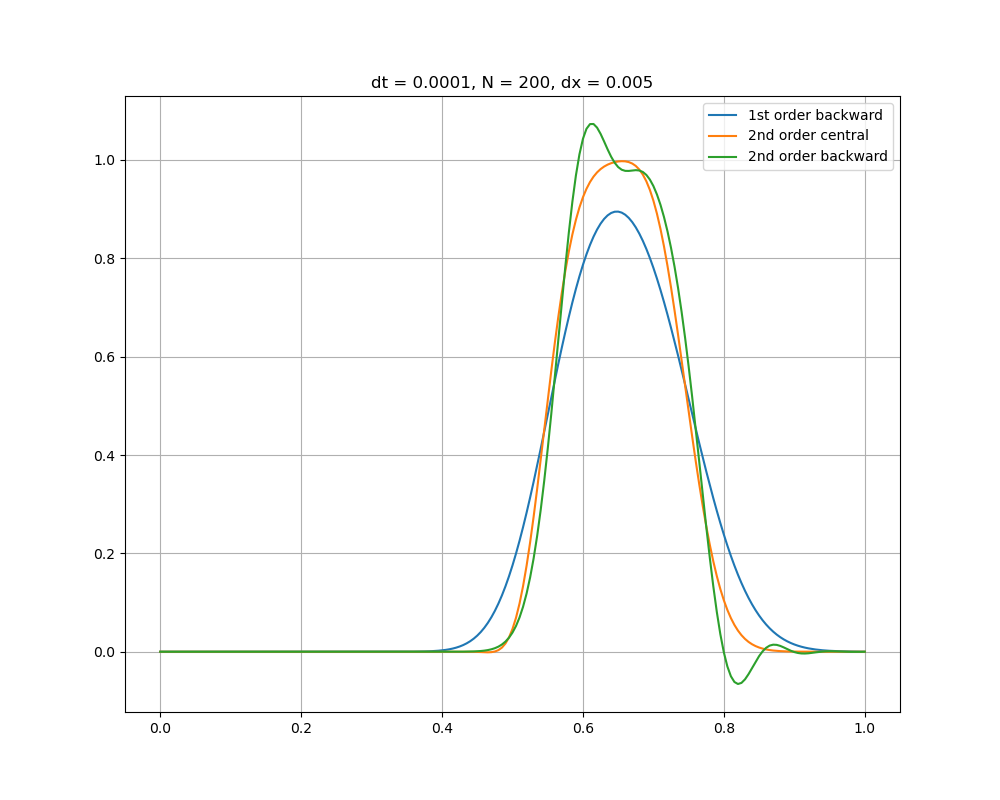 dt = 0.0001, N = 200, dx = 0.005
1st order backward
2nd order central
2nd order backward
1.0
0.8
0.6
0.4
0.2
0.0
0.0 0.2 0.4 0.6 0.8 1.0